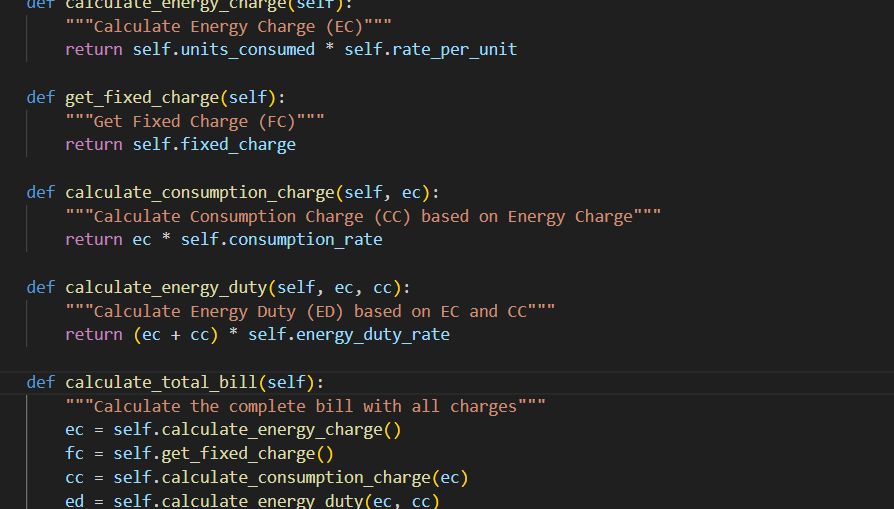 def calculate_energy_charge(self):
    """Calculate Energy Charge (EC)"""
    return self.units_consumed * self.rate_per_unit

def get_fixed_charge(self):
    """Get Fixed Charge (FC)"""
    return self.fixed_charge

def calculate_consumption_charge(self, ec):
    """Calculate Consumption Charge (CC) based on Energy Charge"""
    return ec * self.consumption_rate

def calculate_energy_duty(self, ec, cc):
    """Calculate Energy Duty (ED) based on EC and CC"""
    return (ec + cc) * self.energy_duty_rate

def calculate_total_bill(self):
    """Calculate the complete bill with all charges"""
    ec = self.calculate_energy_charge()
    fc = self.get_fixed_charge()
    cc = self.calculate_consumption_charge(ec)
    ed = self.calculate_energy_duty(ec, cc)